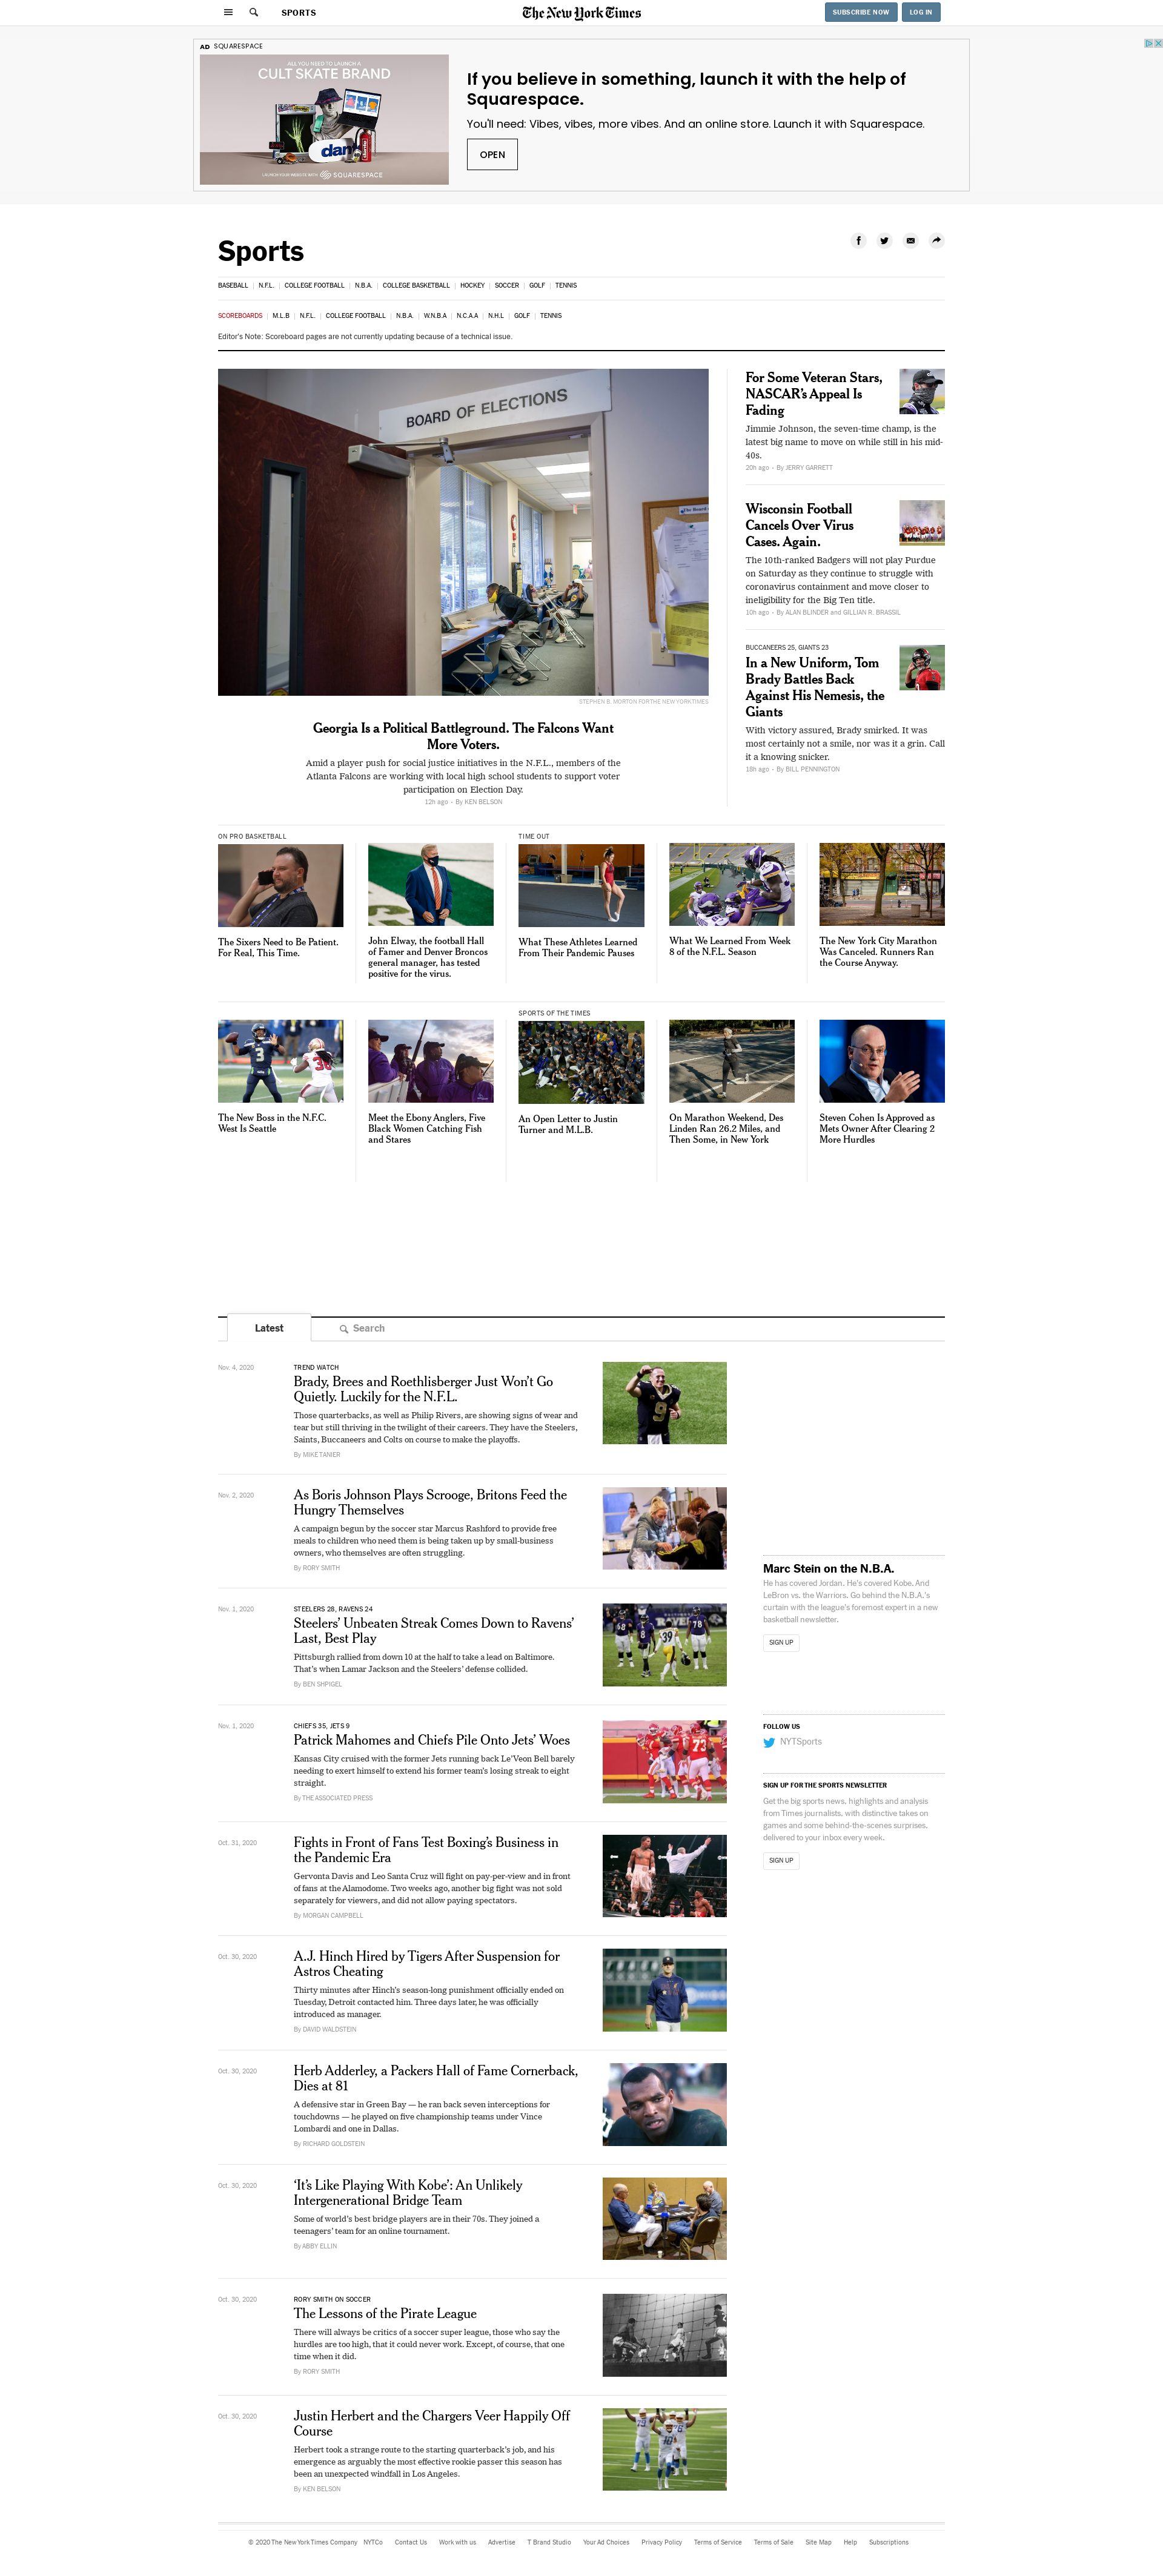 SPORTS
The New York Times
SUBSCRIBE NOW
LOG IN
AD SQUARESPACE
ALL YOU NEED TO LAUNCH A
CULT SKATE BRAND
dank
LAUNCH YOUR WEBSITE WITH SQUARESPACE
If you believe in something, launch it with the help of
Squarespace.
You'll need: Vibes, vibes, more vibes. And an online store. Launch it with Squarespace.
OPEN
Sports
BASEBALL | N.F.L. | COLLEGE FOOTBALL | N.B.A. | COLLEGE BASKETBALL | HOCKEY | SOCCER | GOLF | TENNIS
SCOREBOARDS | M.L.B | N.F.L. | COLLEGE FOOTBALL | N.B.A. | W.N.B.A | N.C.A.A | N.H.L | GOLF | TENNIS
Editor's Note: Scoreboard pages are not currently updating because of a technical issue.
BOARD OF ELECTIONS
STEPHEN B. MORTON FOR THE NEW YORK TIMES
Georgia Is a Political Battleground. The Falcons Want
More Voters.
Amid a player push for social justice initiatives in the N.F.L., members of the
Atlanta Falcons are working with local high school students to support voter
participation on Election Day.
12h ago • By KEN BELSON
For Some Veteran Stars,
NASCAR's Appeal Is
Fading
Jimmie Johnson, the seven-time champ, is the
latest big name to move on while still in his mid-
40s.
20h ago • By JERRY GARRETT
Wisconsin Football
Cancels Over Virus
Cases. Again.
The 10th-ranked Badgers will not play Purdue
on Saturday as they continue to struggle with
coronavirus containment and move closer to
ineligibility for the Big Ten title.
10h ago • By ALAN BLINDER and GILLIAN R. BRASSIL
BUCCANEERS 25, GIANTS 23
In a New Uniform, Tom
Brady Battles Back
Against His Nemesis, the
Giants
With victory assured, Brady smirked. It was
most certainly not a smile, nor was it a grin. Call
it a knowing snicker.
18h ago • By BILL PENNINGTON
ON PRO BASKETBALL
The Sixers Need to Be Patient.
For Real, This Time.
John Elway, the football Hall
of Famer and Denver Broncos
general manager, has tested
positive for the virus.
TIME OUT
What These Athletes Learned
From Their Pandemic Pauses
What We Learned From Week
8 of the N.F.L. Season
The New York City Marathon
Was Canceled. Runners Ran
the Course Anyway.
The New Boss in the N.F.C.
West Is Seattle
Meet the Ebony Anglers, Five
Black Women Catching Fish
and Stares
SPORTS OF THE TIMES
An Open Letter to Justin
Turner and M.L.B.
On Marathon Weekend, Des
Linden Ran 26.2 Miles, and
Then Some, in New York
Steven Cohen Is Approved as
Mets Owner After Clearing 2
More Hurdles
Latest
Search
Nov. 4, 2020
TREND WATCH
Brady, Brees and Roethlisberger Just Won't Go
Quietly. Luckily for the N.F.L.
Those quarterbacks, as well as Philip Rivers, are showing signs of wear and
tear but still thriving in the twilight of their careers. They have the Steelers,
Saints, Buccaneers and Colts on course to make the playoffs.
By MIKE TANIER
Nov. 2, 2020
As Boris Johnson Plays Scrooge, Britons Feed the
Hungry Themselves
A campaign begun by the soccer star Marcus Rashford to provide free
meals to children who need them is being taken up by small-business
owners, who themselves are often struggling.
By RORY SMITH
Nov. 1, 2020
STEELERS 28, RAVENS 24
Steelers' Unbeaten Streak Comes Down to Ravens'
Last, Best Play
Pittsburgh rallied from down 10 at the half to take a lead on Baltimore.
That's when Lamar Jackson and the Steelers' defense collided.
By BEN SHPIGEL
Nov. 1, 2020
CHIEFS 35, JETS 9
Patrick Mahomes and Chiefs Pile Onto Jets' Woes
Kansas City cruised with the former Jets running back Le'Veon Bell barely
needing to exert himself to extend his former team's losing streak to eight
straight.
By THE ASSOCIATED PRESS
Oct. 31, 2020
Fights in Front of Fans Test Boxing's Business in
the Pandemic Era
Gervonta Davis and Leo Santa Cruz will fight on pay-per-view and in front
of fans at the Alamodome. Two weeks ago, another big fight was not sold
separately for viewers, and did not allow paying spectators.
By MORGAN CAMPBELL
Oct. 30, 2020
A.J. Hinch Hired by Tigers After Suspension for
Astros Cheating
Thirty minutes after Hinch's season-long punishment officially ended on
Tuesday, Detroit contacted him. Three days later, he was officially
introduced as manager.
By DAVID WALDSTEIN
Oct. 30, 2020
Herb Adderley, a Packers Hall of Fame Cornerback,
Dies at 81
A defensive star in Green Bay — he ran back seven interceptions for
touchdowns — he played on five championship teams under Vince
Lombardi and one in Dallas.
By RICHARD GOLDSTEIN
Oct. 30, 2020
'It's Like Playing With Kobe': An Unlikely
Intergenerational Bridge Team
Some of world's best bridge players are in their 70s. They joined a
teenagers' team for an online tournament.
By ABBY ELLIN
Oct. 30, 2020
RORY SMITH ON SOCCER
The Lessons of the Pirate League
There will always be critics of a soccer super league, those who say the
hurdles are too high, that it could never work. Except, of course, that one
time when it did.
By RORY SMITH
Oct. 30, 2020
Justin Herbert and the Chargers Veer Happily Off
Course
Herbert took a strange route to the starting quarterback's job, and his
emergence as arguably the most effective rookie passer this season has
been an unexpected windfall in Los Angeles.
By KEN BELSON
Marc Stein on the N.B.A.
He has covered Jordan. He's covered Kobe. And
LeBron vs. the Warriors. Go behind the N.B.A.'s
curtain with the league's foremost expert in a new
basketball newsletter.
SIGN UP
FOLLOW US
NYTSports
SIGN UP FOR THE SPORTS NEWSLETTER
Get the big sports news, highlights and analysis
from Times journalists, with distinctive takes on
games and some behind-the-scenes surprises,
delivered to your inbox every week.
SIGN UP
© 2020 The New York Times Company NYTCo Contact Us Work with us Advertise T Brand Studio Your Ad Choices Privacy Policy Terms of Service Terms of Sale Site Map Help Subscriptions